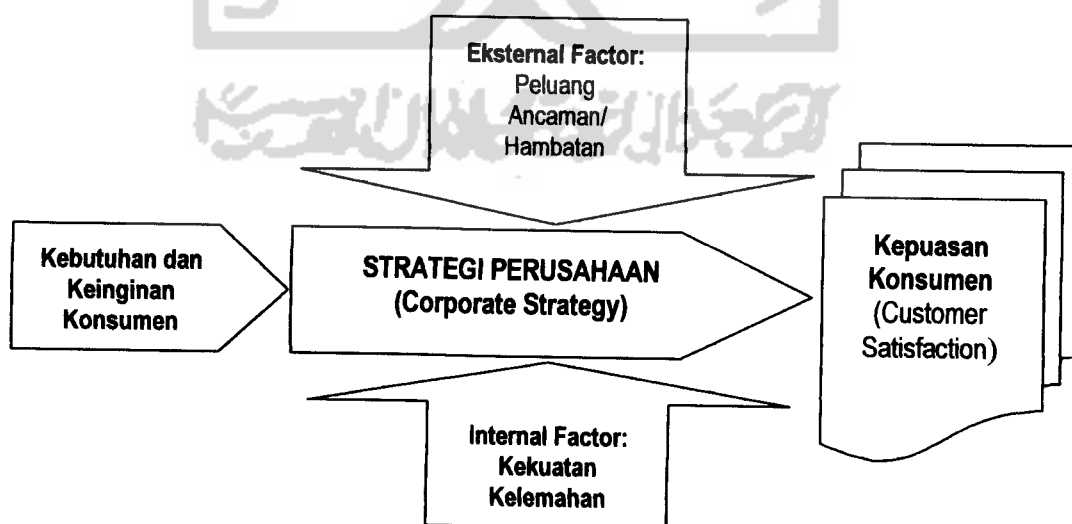 Eksternal Factor:
Peluang
Ancaman/
Hambatan
Kebutuhan dan
Keinginan
Konsumen
STRATEGI PERUSAHAAN
(Corporate Strategy)
Kepuasan
Konsumen
(Customer
Satisfaction)
Internal Factor:
Kekuatan
Kelemahan